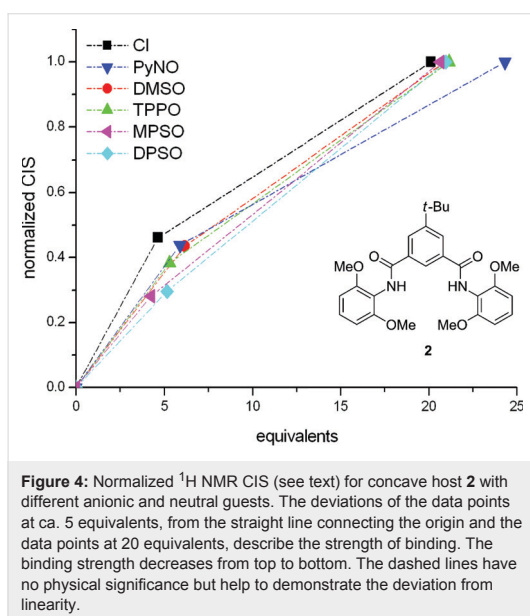 Cl
PyNO
DMSO
TPPO
MPSO
DPSO
1.0
0.8
0.6
0.4
0.2
0.0
normalized CIS
0 5 10 15 20 25
equivalents
t-Bu
O O
MeO NH HN OMe
OMe MeO
2
Figure 4: Normalized ¹H NMR CIS (see text) for concave host 2 with
different anionic and neutral guests. The deviations of the data points
at ca. 5 equivalents, from the straight line connecting the origin and the
data points at 20 equivalents, describe the strength of binding. The
binding strength decreases from top to bottom. The dashed lines have
no physical significance but help to demonstrate the deviation from
linearity.